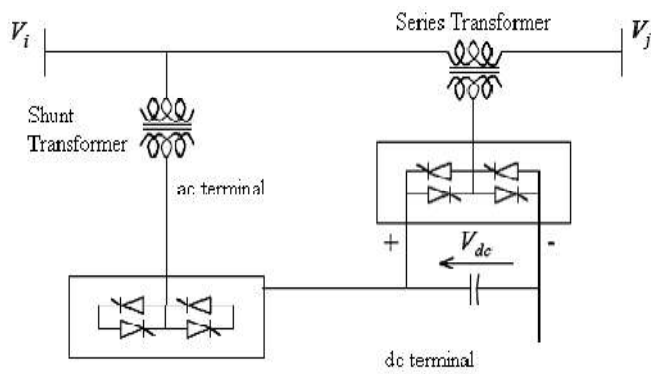 Series Transformer
V_i
V_j
Shunt
Transformer
ac terminal
+
V_dc
-
dc terminal